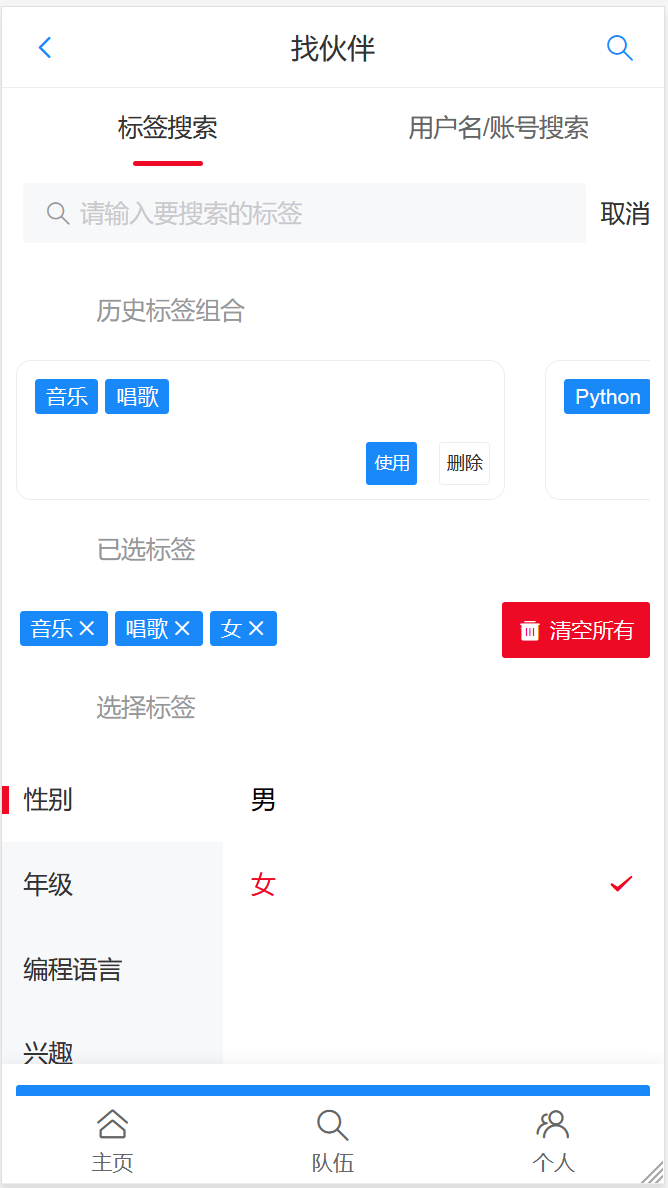 找伙伴
标签搜索 用户名/账号搜索
请输入要搜索的标签 取消
历史标签组合
音乐 唱歌 Python
使用 删除
已选标签
音乐 唱歌 女 清空所有
选择标签
性别 男
年级 女
编程语言
兴趣
主页 队伍 个人